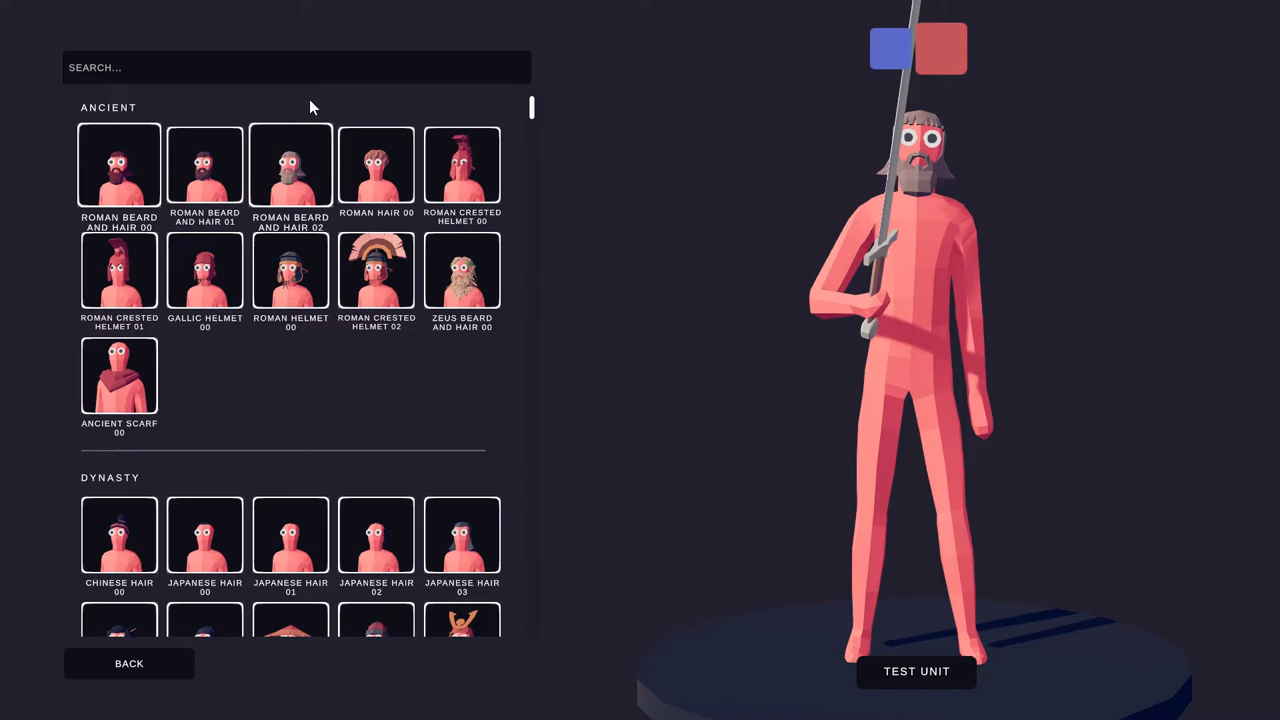 SEARCH...
ANCIENT
ROMAN BEARD
AND HAIR 00
ROMAN BEARD
AND HAIR 01
ROMAN BEARD
AND HAIR 02
ROMAN HAIR 00
ROMAN CRESTED
HELMET 00
ROMAN CRESTED
HELMET 01
GALLIC HELMET
00
ROMAN HELMET
00
ROMAN CRESTED
HELMET 02
ZEUS BEARD
AND HAIR 00
ANCIENT SCARF
00
DYNASTY
CHINESE HAIR
00
JAPANESE HAIR
00
JAPANESE HAIR
01
JAPANESE HAIR
02
JAPANESE HAIR
03
BACK
TEST UNIT